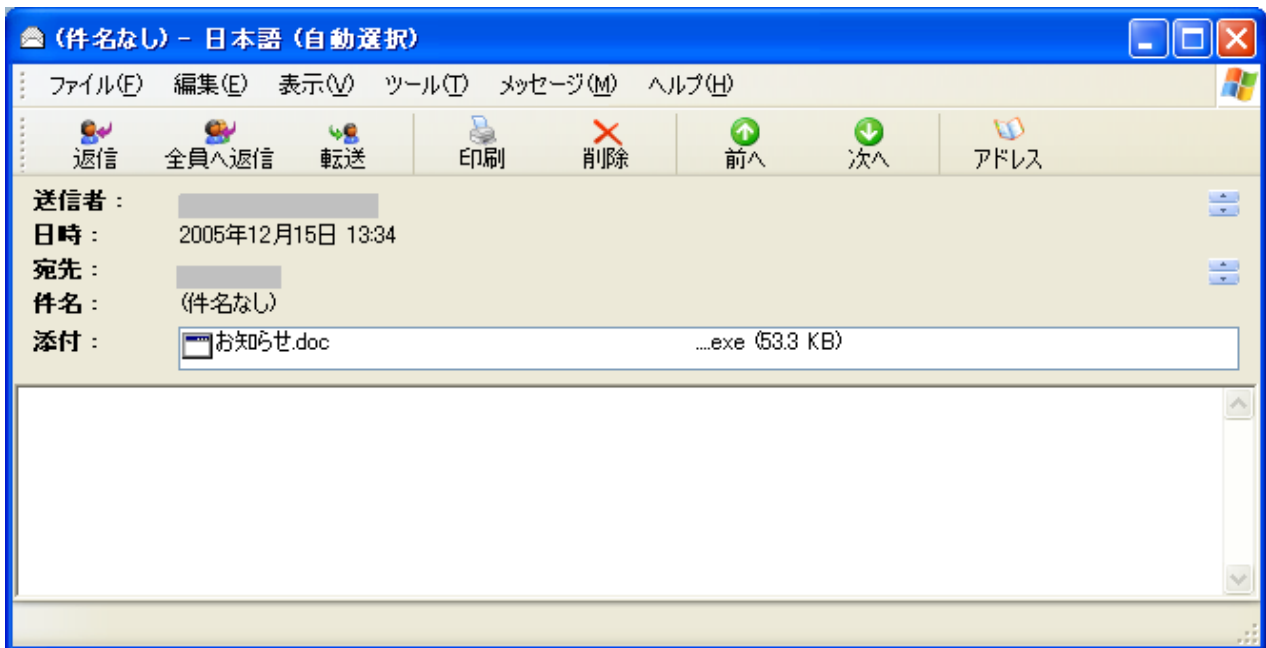 (件名なし) - 日本語 (自動選択)
ファイル(F) 編集(E) 表示(V) ツール(T) メッセージ(M) ヘルプ(H)
返信 全員へ返信 転送 印刷 削除 前へ 次へ アドレス
送信者：
日時： 2005年12月15日 13:34
宛先：
件名： (件名なし)
添付： お知らせ.doc ....exe (53.3 KB)